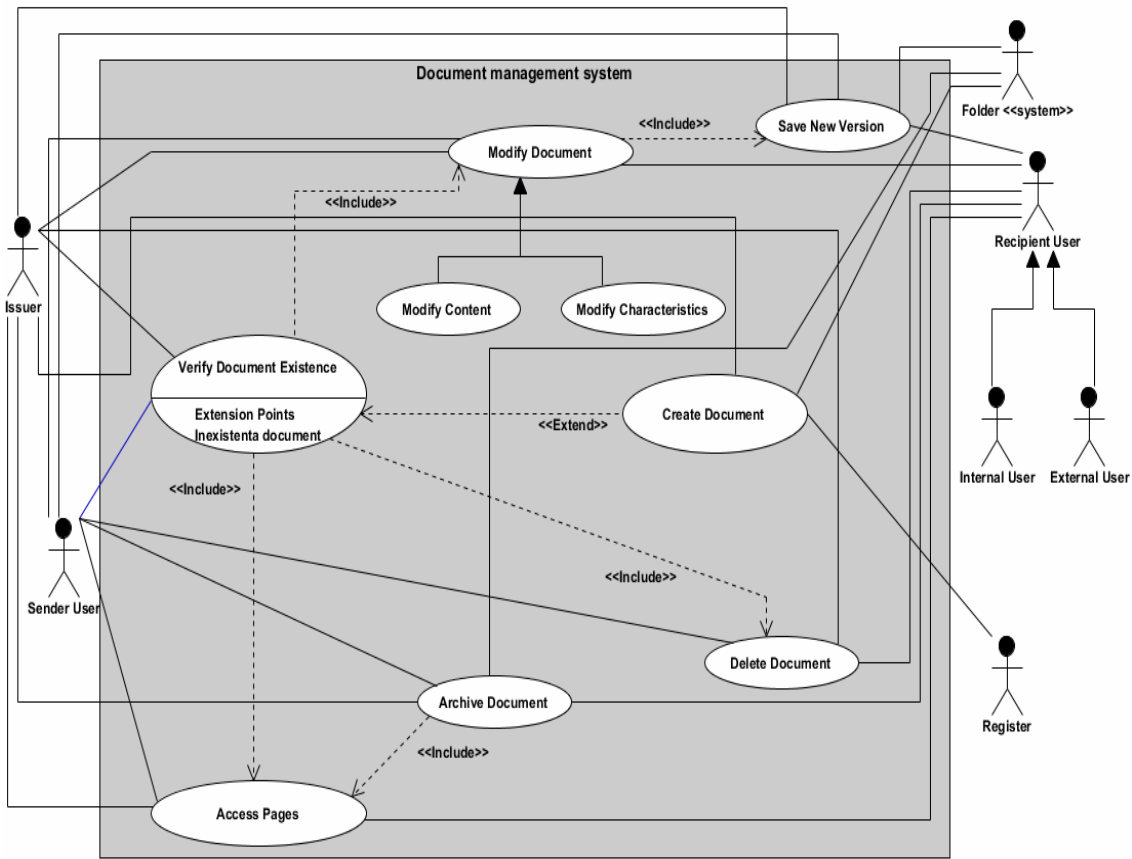 Document management system
Folder <<system>>
Save New Version
<<Include>>
Modify Document
<<Include>>
Recipient User
Issuer
Modify Content
Modify Characteristics
Verify Document Existence
Extension Points
Inexistenta document
Create Document
<<Extend>>
Internal User
External User
<<Include>>
<<Include>>
Sender User
Delete Document
Archive Document
Register
<<Include>>
Access Pages